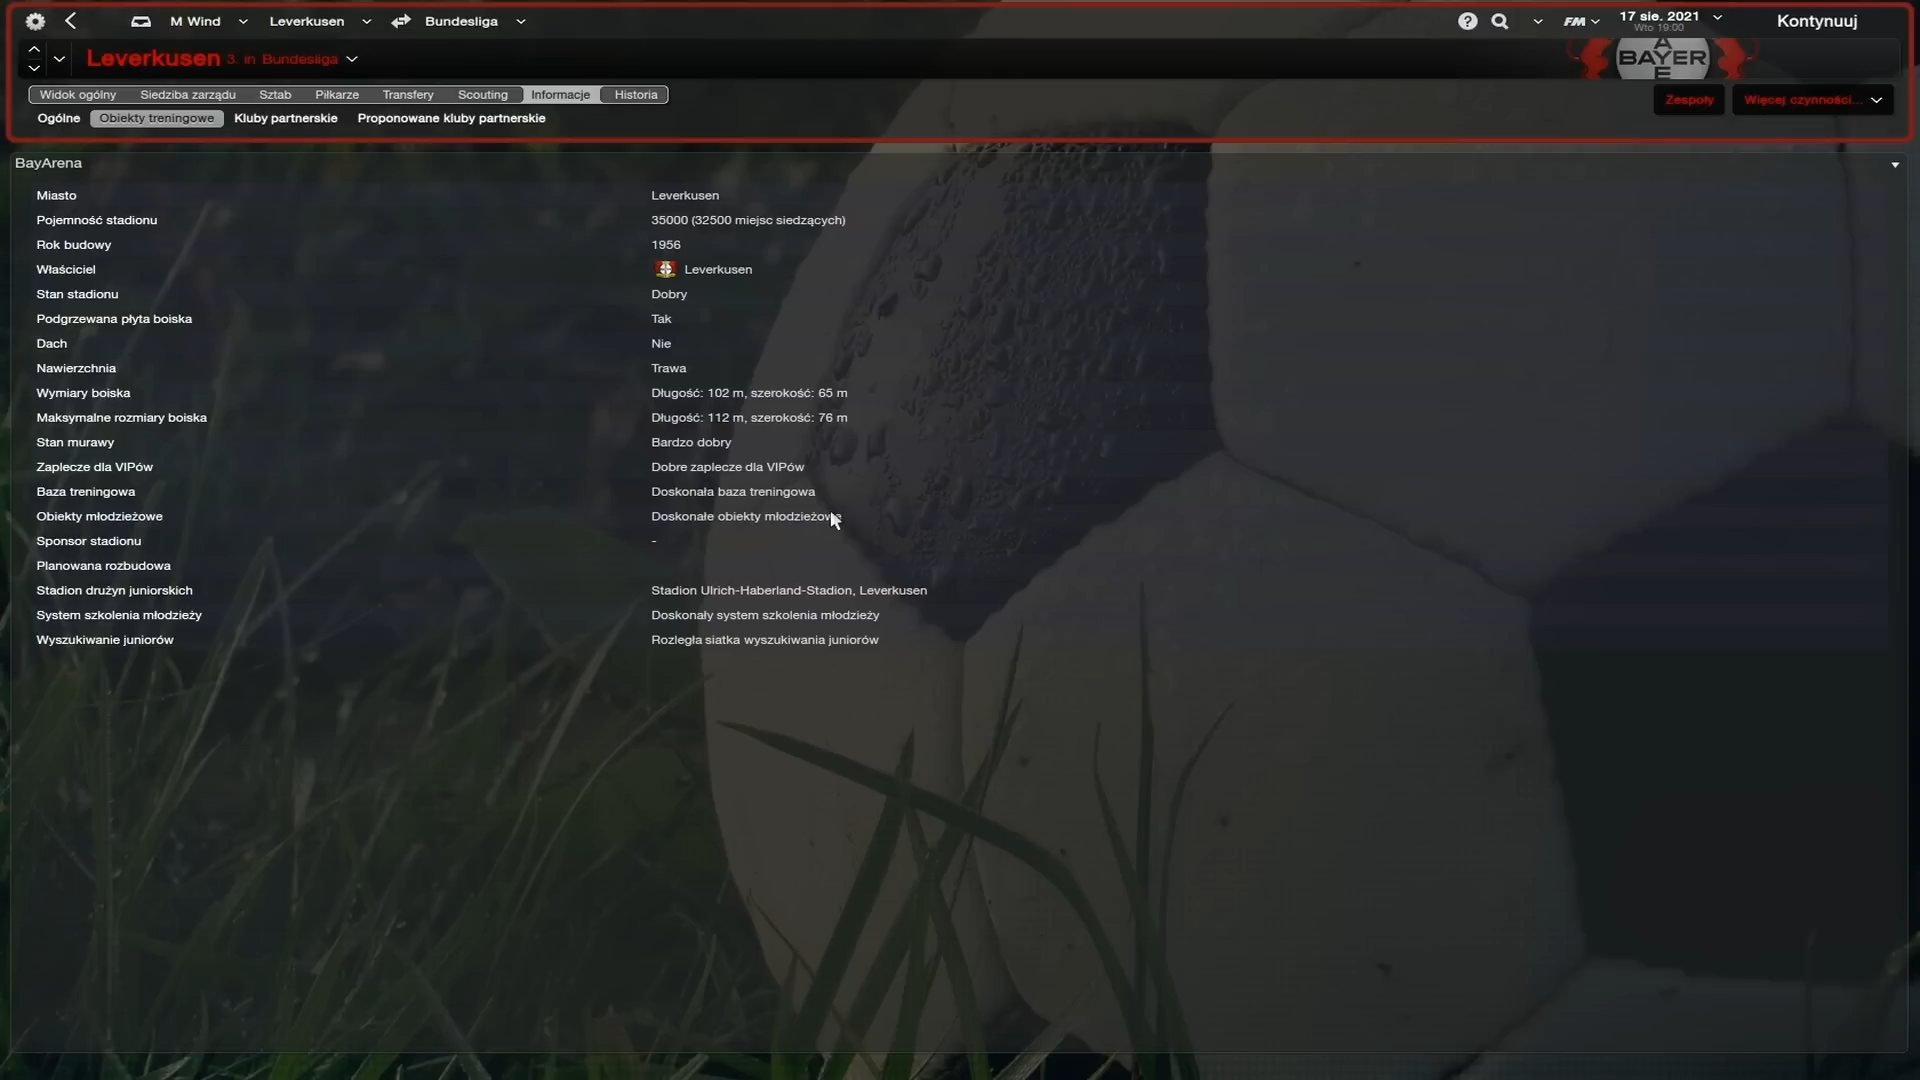 M Wind Leverkusen Bundesliga ? FM 17 sie. 2021 Kontynuuj
Wto 19:00
Leverkusen 3. in Bundesliga
BAYER
Widok ogólny Siedziba zarządu Sztab Piłkarze Transfery Scouting Informacje Historia
Zespoły Więcej czynności...
Ogólne Obiekty treningowe Kluby partnerskie Proponowane kluby partnerskie
BayArena
Miasto Leverkusen
Pojemność stadionu 35000 (32500 miejsc siedzących)
Rok budowy 1956
Właściciel Leverkusen
Stan stadionu Dobry
Podgrzewana płyta boiska Tak
Dach Nie
Nawierzchnia Trawa
Wymiary boiska Długość: 102 m, szerokość: 65 m
Maksymalne rozmiary boiska Długość: 112 m, szerokość: 76 m
Stan murawy Bardzo dobry
Zaplecze dla VIPów Dobre zaplecze dla VIPów
Baza treningowa Doskonała baza treningowa
Obiekty młodzieżowe Doskonałe obiekty młodzieżowe
Sponsor stadionu -
Planowana rozbudowa
Stadion drużyn juniorskich Stadion Ulrich-Haberland-Stadion, Leverkusen
System szkolenia młodzieży Doskonały system szkolenia młodzieży
Wyszukiwanie juniorów Rozległa siatka wyszukiwania juniorów